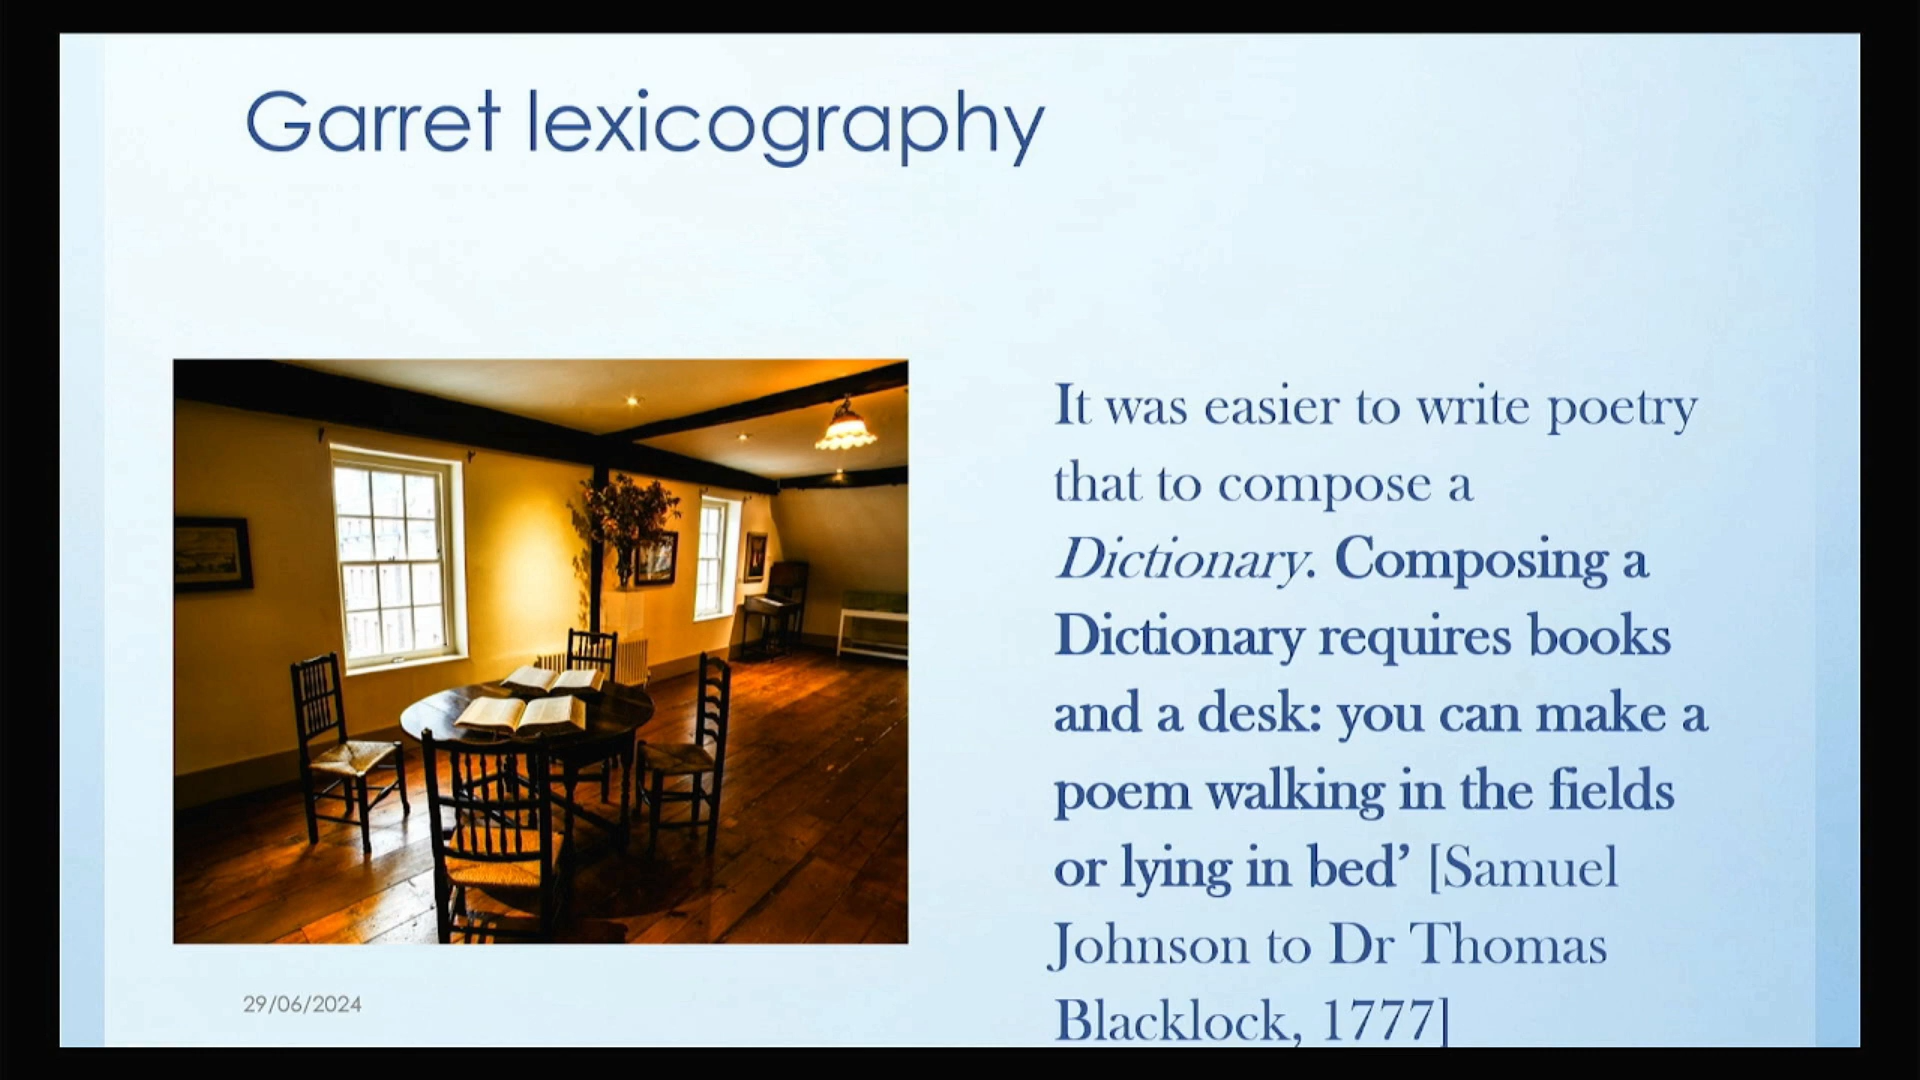 Garret lexicography
It was easier to write poetry
that to compose a
Dictionary. Composing a
Dictionary requires books
and a desk: you can make a
poem walking in the fields
or lying in bed’ [Samuel
Johnson to Dr Thomas
Blacklock, 1777]
29/06/2024